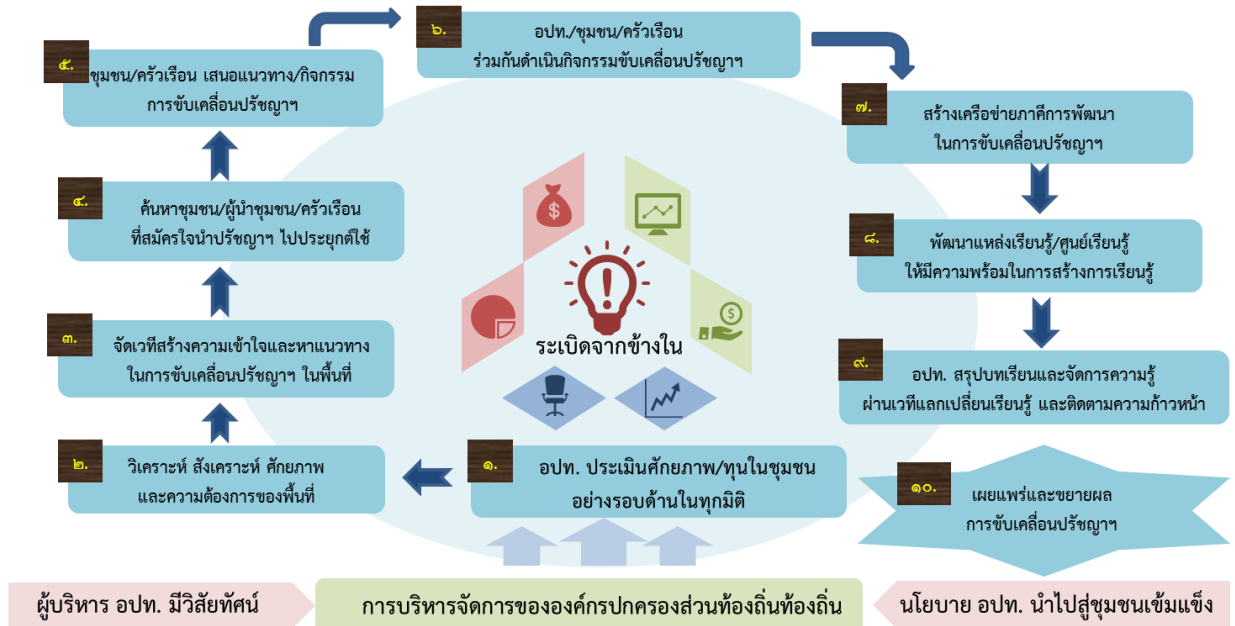 ๑.
อปท. ประเมินศักยภาพ/ทุนในชุมชน
อย่างรอบด้านในทุกมิติ
๒.
วิเคราะห์ สังเคราะห์ ศักยภาพ
และความต้องการของพื้นที่
๓.
จัดเวทีสร้างความเข้าใจและหาแนวทาง
ในการขับเคลื่อนปรัชญาฯ ในพื้นที่
๔.
ค้นหาชุมชน/ผู้นำชุมชน/ครัวเรือน
ที่สมัครใจนำปรัชญาฯ ไปประยุกต์ใช้
๕.
ชุมชน/ครัวเรือน เสนอแนวทาง/กิจกรรม
การขับเคลื่อนปรัชญาฯ
๖.
อปท./ชุมชน/ครัวเรือน
ร่วมกันดำเนินกิจกรรมขับเคลื่อนปรัชญาฯ
๗.
สร้างเครือข่ายภาคีการพัฒนา
ในการขับเคลื่อนปรัชญาฯ
๘.
พัฒนาแหล่งเรียนรู้/ศูนย์เรียนรู้
ให้มีความพร้อมในการสร้างการเรียนรู้
๙.
อปท. สรุปบทเรียนและจัดการความรู้
ผ่านเวทีแลกเปลี่ยนเรียนรู้ และติดตามความก้าวหน้า
๑๐.
เผยแพร่และขยายผล
การขับเคลื่อนปรัชญาฯ
$
$
ระเบิดจากข้างใน
ผู้บริหาร อปท. มีวิสัยทัศน์
การบริหารจัดการขององค์กรปกครองส่วนท้องถิ่นท้องถิ่น
นโยบาย อปท. นำไปสู่ชุมชนเข้มแข็ง